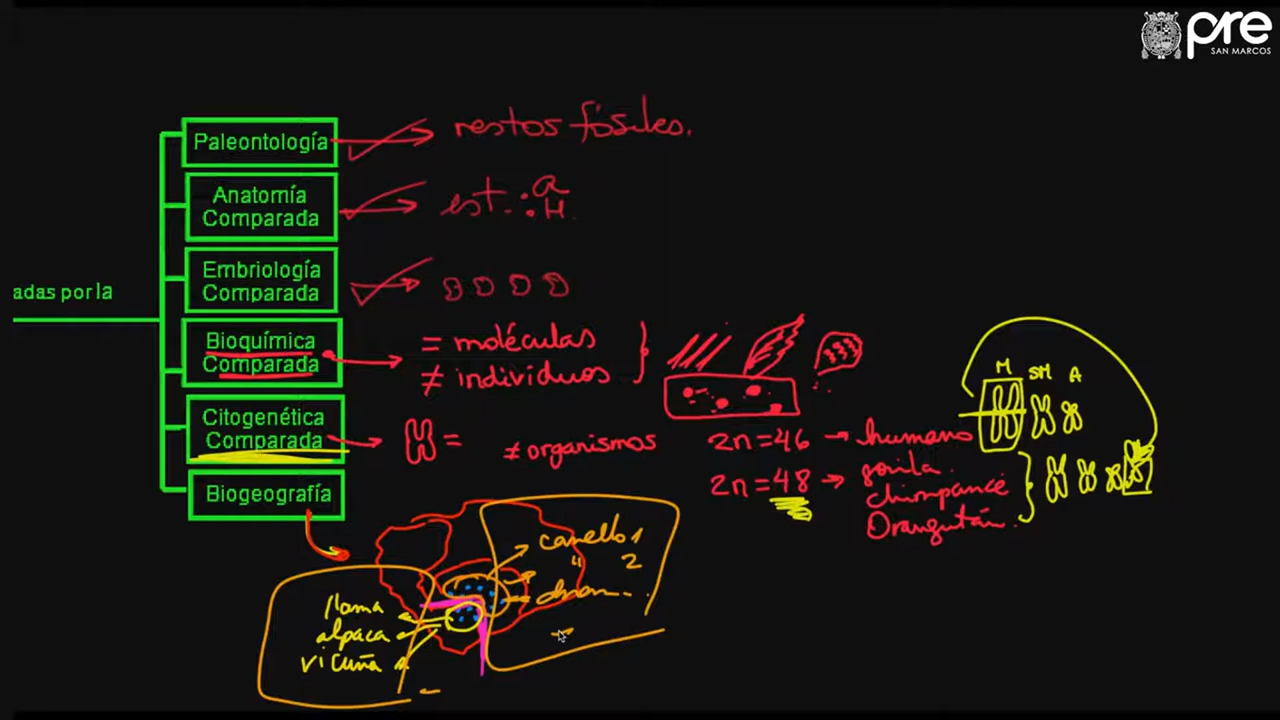 pre
SAN MARCOS
Paleontología
restos fósiles.
Anatomía
Comparada
est. : a
H.
Embriología
Comparada
adas por la
Bioquímica
Comparada
= moléculas
≠ individuos
Citogenética
Comparada
=
≠ organismos
2n=46 → humano
2n=48 → gorila.
chimpancé
Orangután.
M SM A
Biogeografía
camello 1
" 2
llama
alpaca
vicuña